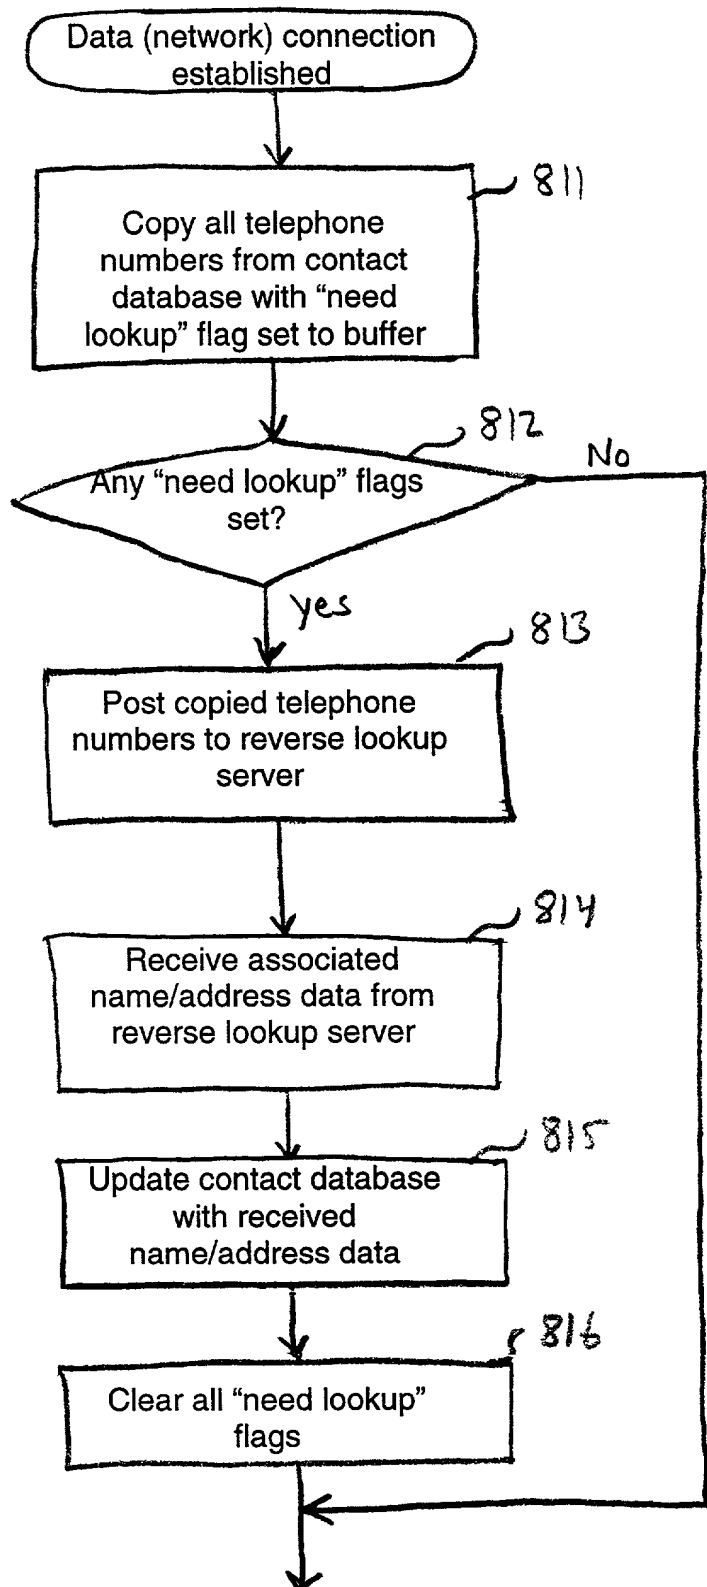 Data (network) connection
established
811
Copy all telephone
numbers from contact
database with “need
lookup” flag set to buffer
812
No
Any “need lookup” flags
set?
yes
813
Post copied telephone
numbers to reverse lookup
server
814
Receive associated
name/address data from
reverse lookup server
815
Update contact database
with received
name/address data
816
Clear all “need lookup”
flags